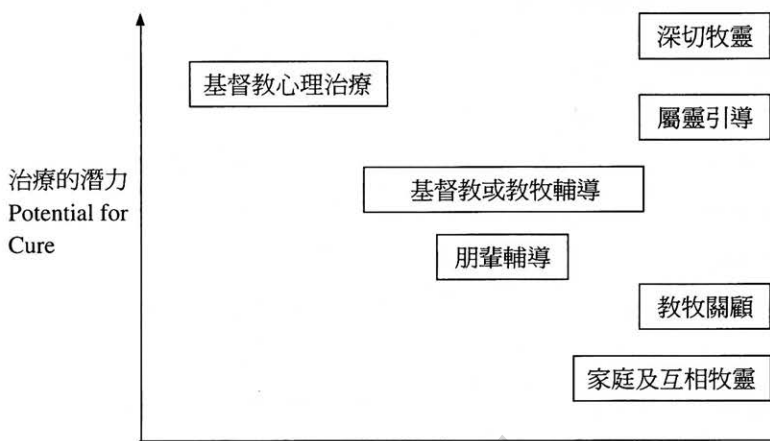 深切牧靈
基督教心理治療
屬靈引導
治療的潛力
Potential for
Cure
基督教或教牧輔導
朋輩輔導
教牧關顧
家庭及互相牧靈